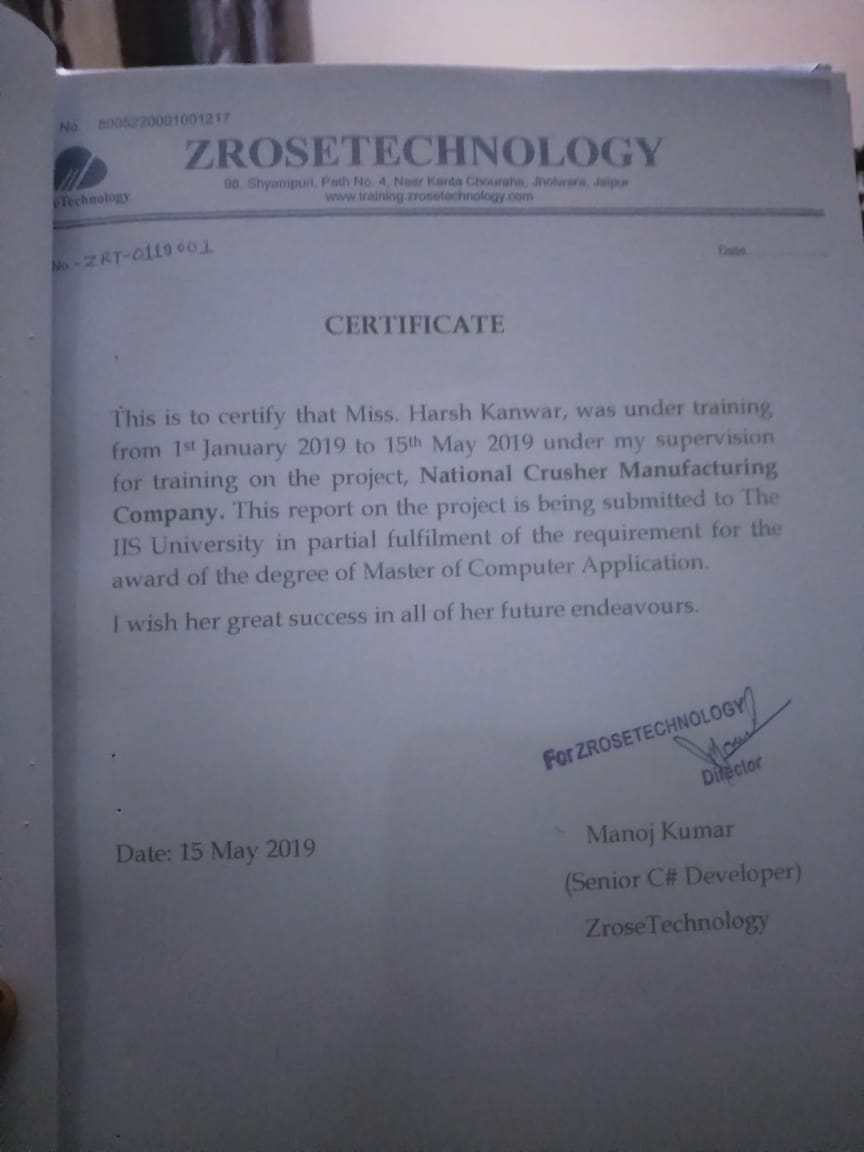 No. 8005220001001217
ZROSETECHNOLOGY
eTechnology
98, Shyampuri, Path No. 4, Near Kanta Chouraha, Jhotwara, Jaipur
www.training.zrosetechnology.com
No.-ZRT-0119001
Date
CERTIFICATE
This is to certify that Miss. Harsh Kanwar, was under training
from 1st January 2019 to 15th May 2019 under my supervision
for training on the project, National Crusher Manufacturing
Company. This report on the project is being submitted to The
IIS University in partial fulfilment of the requirement for the
award of the degree of Master of Computer Application.
I wish her great success in all of her future endeavours.
For ZROSETECHNOLOGY
Director
Date: 15 May 2019
Manoj Kumar
(Senior C# Developer)
ZroseTechnology